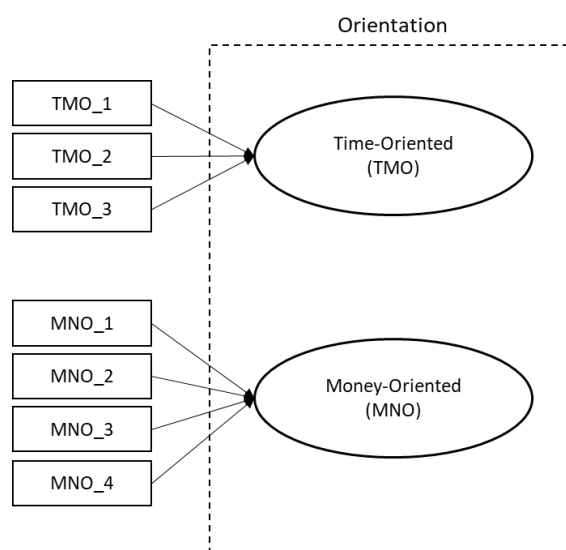 Orientation
TMO_1
TMO_2
TMO_3
Time-Oriented
(TMO)
MNO_1
MNO_2
MNO_3
MNO_4
Money-Oriented
(MNO)